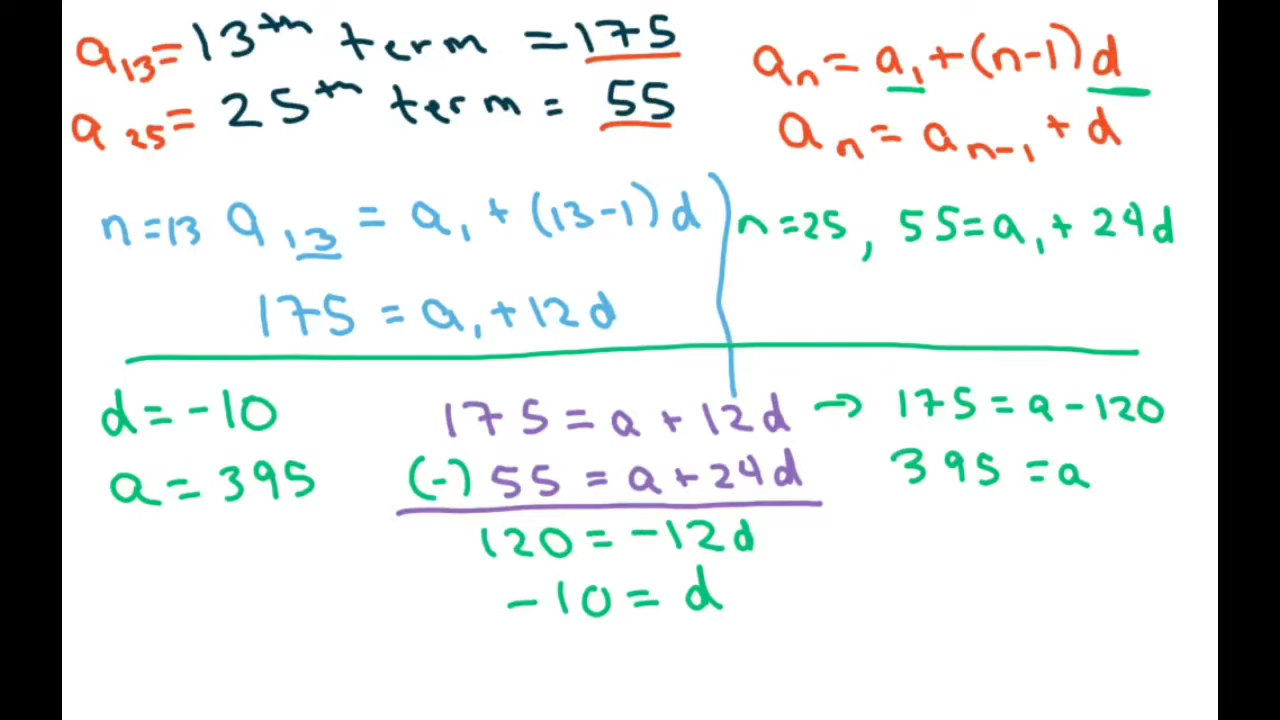 a₁₃ = 13ᵗʰ term = 175
a₂₅ = 25ᵗʰ term = 55
aₙ = a₁ + (n-1)d
aₙ = aₙ₋₁ + d
n=13 a₁₃ = a₁ + (13-1)d
175 = a₁ + 12d
n=25, 55 = a₁ + 24d
d = -10
a = 395
175 = a + 12d → 175 = a - 120
(-) 55 = a + 24d
395 = a
120 = -12d
-10 = d